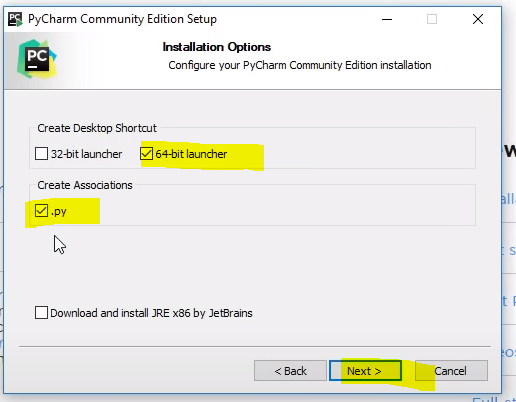 PyCharm Community Edition Setup
PC
Installation Options
Configure your PyCharm Community Edition installation
Create Desktop Shortcut
32-bit launcher 64-bit launcher
Create Associations
.py
Download and install JRE x86 by JetBrains
< Back Next > Cancel